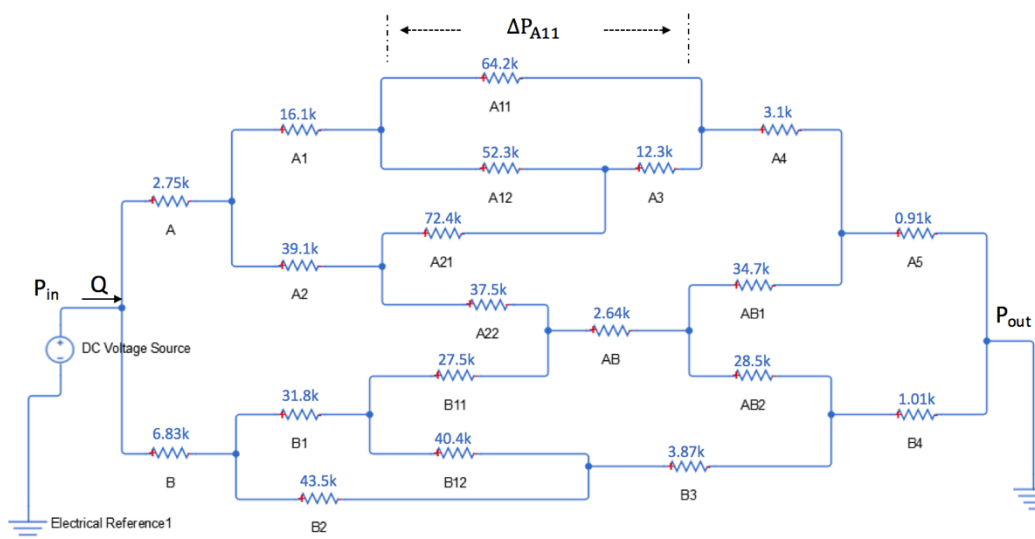 ΔP_A11
64.2k
A11
16.1k
A1
3.1k
A4
52.3k
A12
12.3k
A3
2.75k
A
72.4k
A21
0.91k
A5
39.1k
A2
P_in
Q
37.5k
A22
34.7k
AB1
2.64k
AB
P_out
DC Voltage Source
27.5k
B11
28.5k
AB2
31.8k
B1
1.01k
B4
6.83k
B
40.4k
B12
3.87k
B3
43.5k
B2
Electrical Reference1